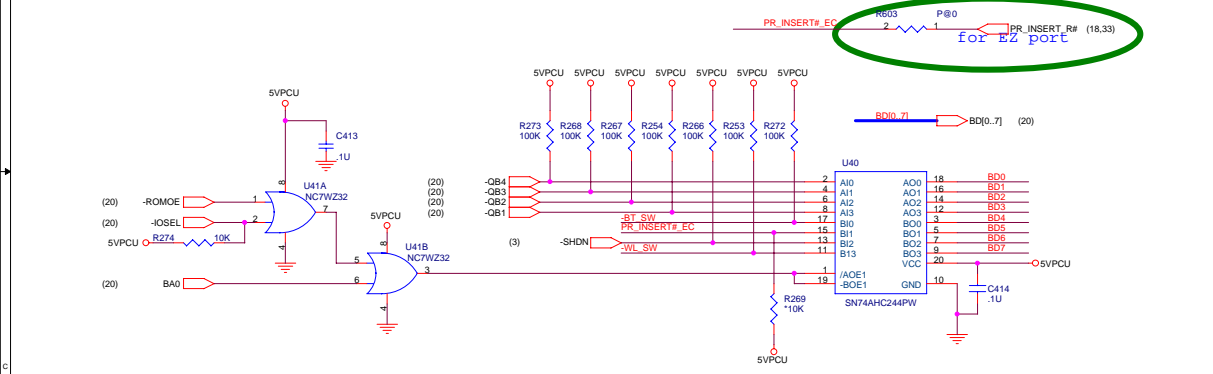 R603 P@0
PR_INSERT#_EC 2 1 PR_INSERT_R# (18,33)
for EZ port
5VPCU 5VPCU 5VPCU 5VPCU 5VPCU 5VPCU 5VPCU
5VPCU
BD[0..7] BD[0..7] (20)
R273 R268 R267 R254 R266 R253 R272
100K 100K 100K 100K 100K 100K 100K
C413
.1U
U40
U41A
NC7WZ32
8
(20) -QB4 2 AI0 AO0 18 BD0
(20) -QB3 4 AI1 AO1 16 BD1
(20) -ROMOE 1
(20) -QB2 6 AI2 AO2 14 BD2
7
(20) -QB1 8 AI3 AO3 12 BD3
(20) -IOSEL 2
-BT_SW 17 BI0 BO0 3 BD4
5VPCU
PR_INSERT#_EC 15 BI1 BO1 5 BD5
5VPCU R274 10K
(3) -SHDN 13 BI2 BO2 7 BD6
4
8
U41B
NC7WZ32
-WL_SW 11 B13 BO3 9 BD7
5
VCC 20 5VPCU
3 1 /AOE1
(20) BA0 6
19 -BOE1 GND 10
C414
.1U
R269
*10K
SN74AHC244PW
4
5VPCU
C